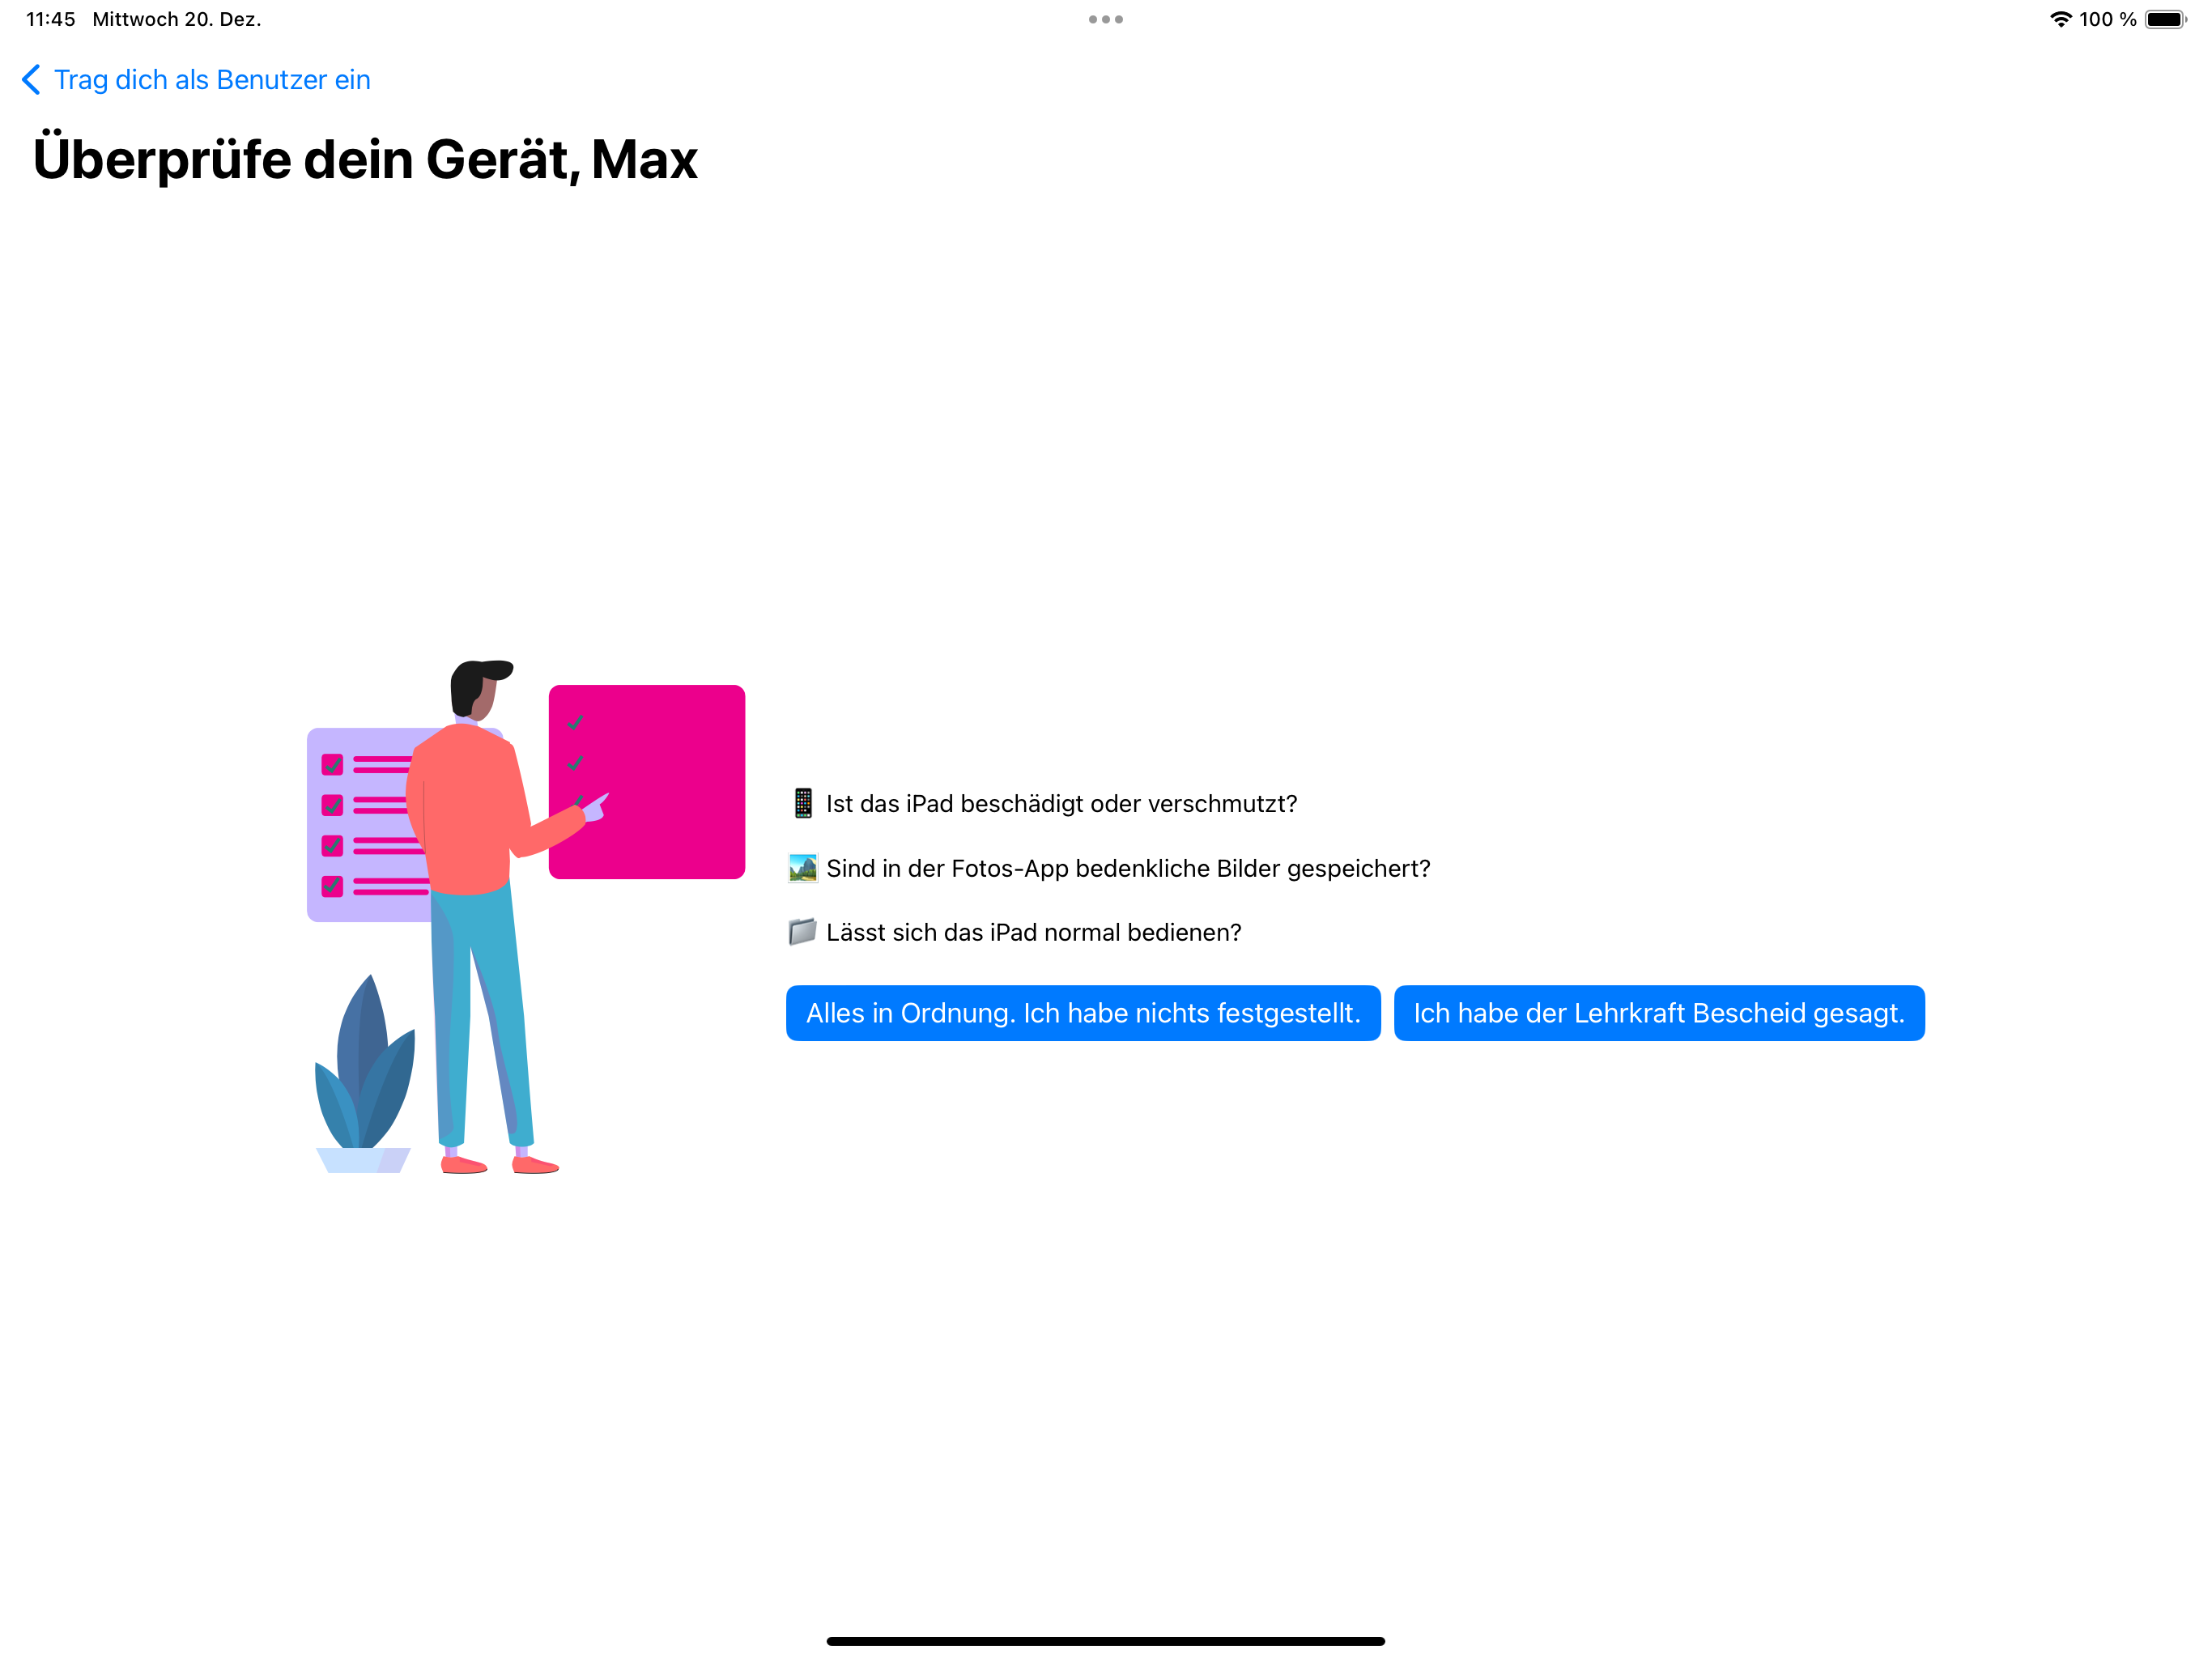 11:45 Mittwoch 20. Dez.
100 %
Trag dich als Benutzer ein
Überprüfe dein Gerät, Max
Ist das iPad beschädigt oder verschmutzt?
Sind in der Fotos-App bedenkliche Bilder gespeichert?
Lässt sich das iPad normal bedienen?
Alles in Ordnung. Ich habe nichts festgestellt.
Ich habe der Lehrkraft Bescheid gesagt.